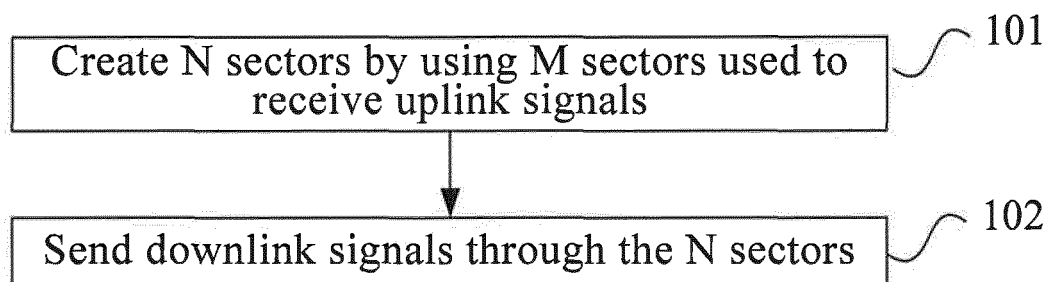 101
Create N sectors by using M sectors used to
receive uplink signals
102
Send downlink signals through the N sectors